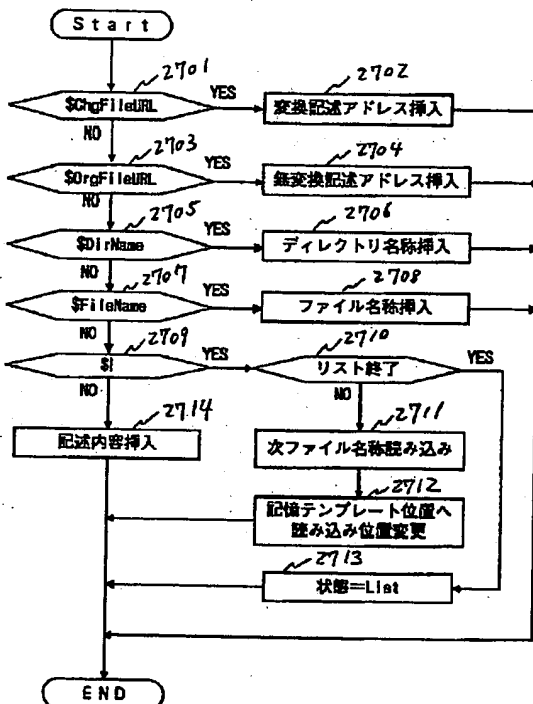 Start
2701
$ChgFileURL
YES
2702
変換記述アドレス挿入
NO
2703
$OrgFileURL
YES
2704
無変換記述アドレス挿入
NO
2705
$DirName
YES
2706
ディレクトリ名称挿入
NO
2707
$FileName
YES
2708
ファイル名称挿入
NO
2709
YES
2710
リスト終了
YES
NO
NO
2714
記述内容挿入
2711
次ファイル名称読み込み
2712
記憶テンプレート位置へ
読み込み位置変更
2713
状態=List
END